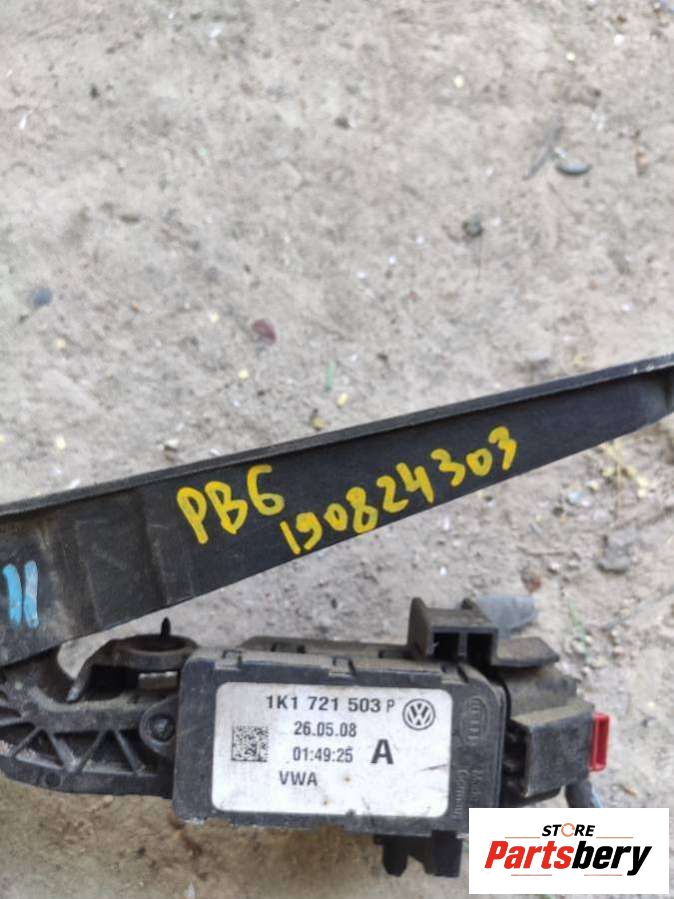 PB6
190824303
1K1 721 503 P
26.05.08
01:49:25 A
VWA
STORE
Partsbery